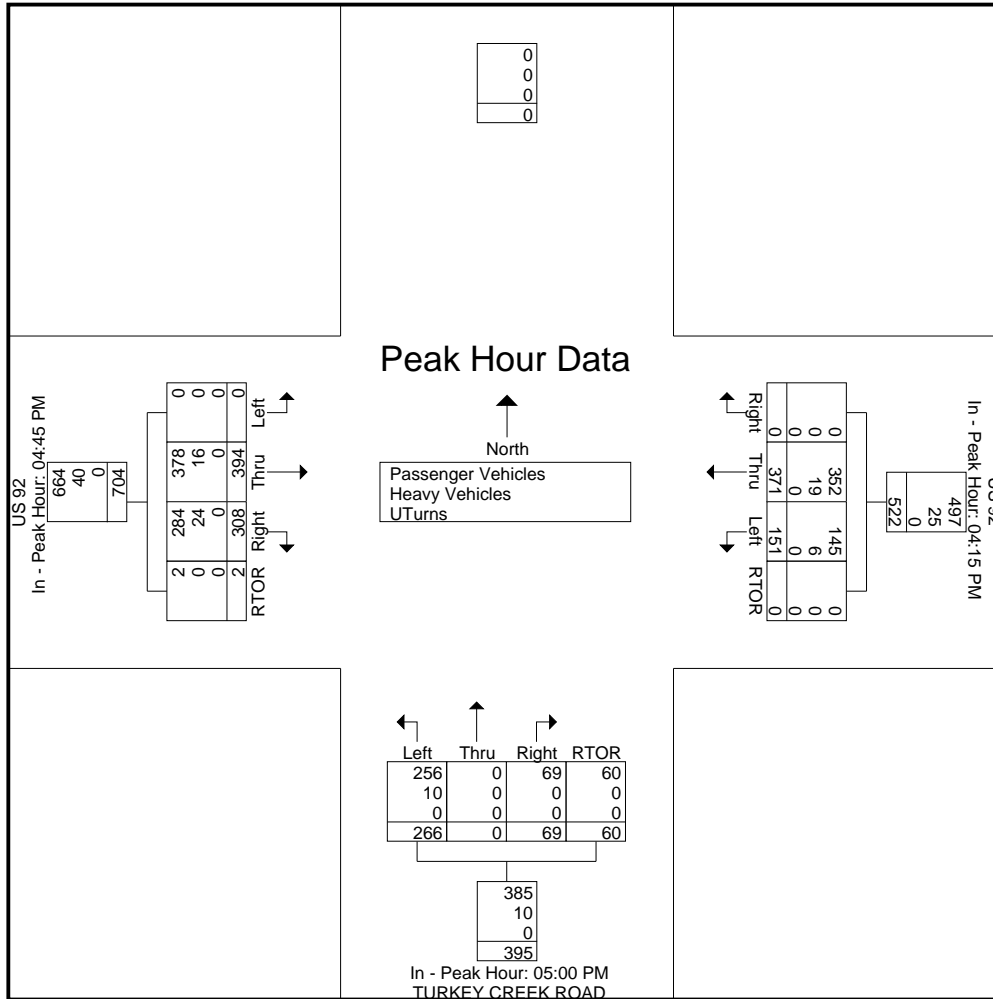 0
0
0
0
Peak Hour Data
North
Passenger Vehicles
Heavy Vehicles
UTurns
US 92
In - Peak Hour: 04:45 PM
664
40
0
704
Left
0
0
0
0
Thru
378
16
0
394
Right
284
24
0
308
RTOR
2
0
0
2
In - Peak Hour: 04:15 PM
497
25
0
522
Right
0
0
0
0
Thru
352
19
0
371
Left
145
6
0
151
RTOR
0
0
0
0
Left Thru Right RTOR
256 0 69 60
10 0 0 0
0 0 0 0
266 0 69 60
385
10
0
395
In - Peak Hour: 05:00 PM
TURKEY CREEK ROAD